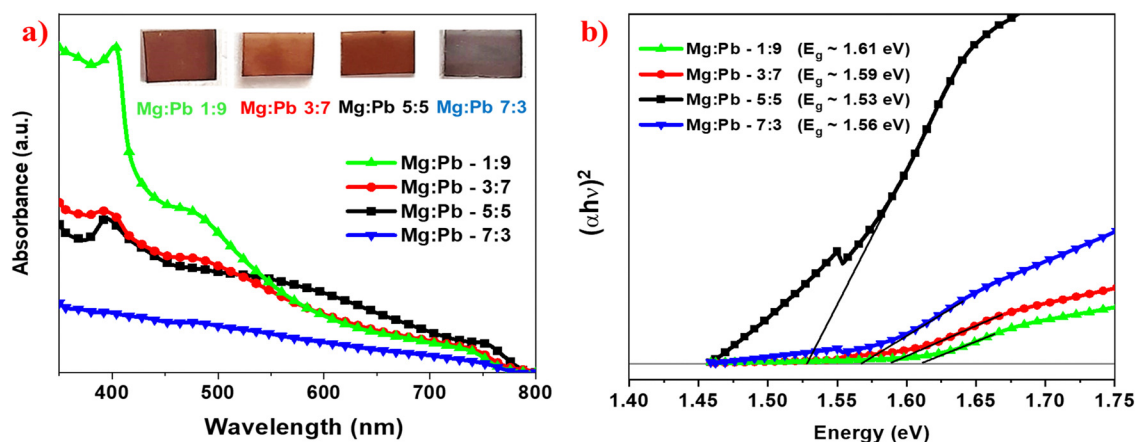 a)
Mg:Pb 1:9 Mg:Pb 3:7 Mg:Pb 5:5 Mg:Pb 7:3
Mg:Pb - 1:9
Mg:Pb - 3:7
Mg:Pb - 5:5
Mg:Pb - 7:3
Absorbance (a.u.)
400 500 600 700 800
Wavelength (nm)
b)
Mg:Pb - 1:9 (Eg ~ 1.61 eV)
Mg:Pb - 3:7 (Eg ~ 1.59 eV)
Mg:Pb - 5:5 (Eg ~ 1.53 eV)
Mg:Pb - 7:3 (Eg ~ 1.56 eV)
(αhν)²
1.40 1.45 1.50 1.55 1.60 1.65 1.70 1.75
Energy (eV)